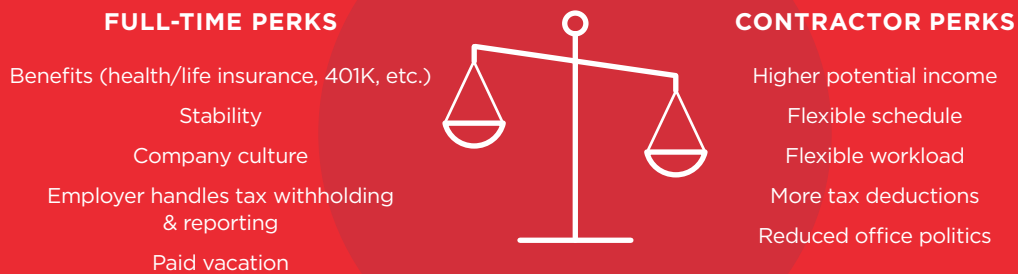 FULL-TIME PERKS
Benefits (health/life insurance, 401K, etc.)
Stability
Company culture
Employer handles tax withholding
& reporting
Paid vacation
CONTRACTOR PERKS
Higher potential income
Flexible schedule
Flexible workload
More tax deductions
Reduced office politics